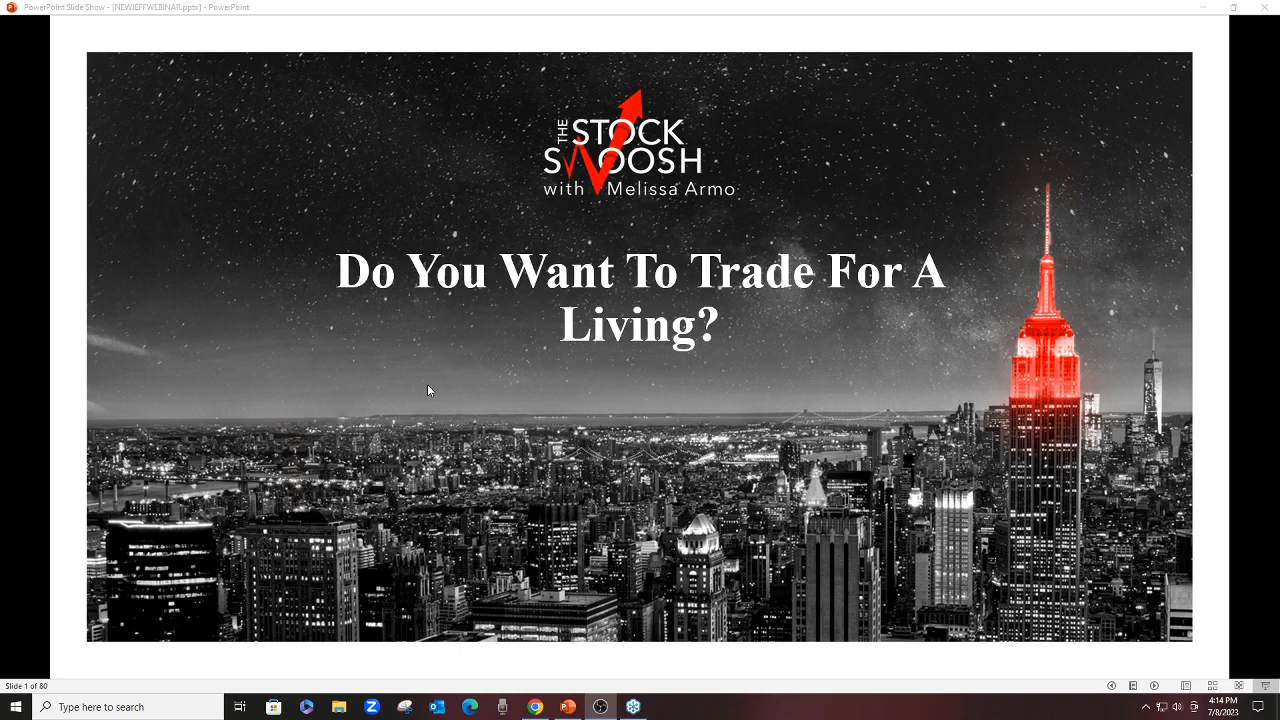 PowerPoint Slide Show - [NEWJEFFWEBINAR.pptx] - PowerPoint
THE STOCK
SWOOSH
with Melissa Armo
Do You Want To Trade For A
Living?
Slide 1 of 80
Type here to search
4:14 PM
7/8/2023